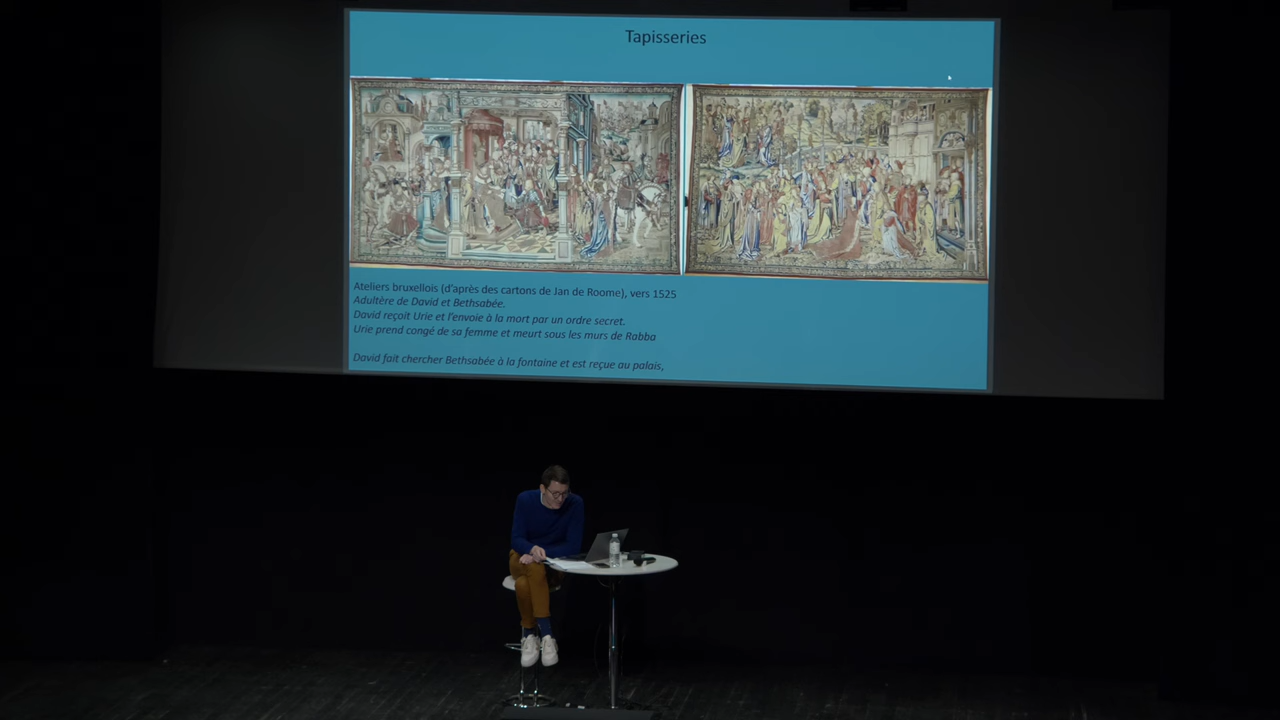 Tapisseries
Ateliers bruxellois (d'après des cartons de Jan de Roome), vers 1525
Adultère de David et Bethsabée.
David reçoit Urie et l'envoie à la mort par un ordre secret.
Urie prend congé de sa femme et meurt sous les murs de Rabba
David fait chercher Bethsabée à la fontaine et est reçue au palais,